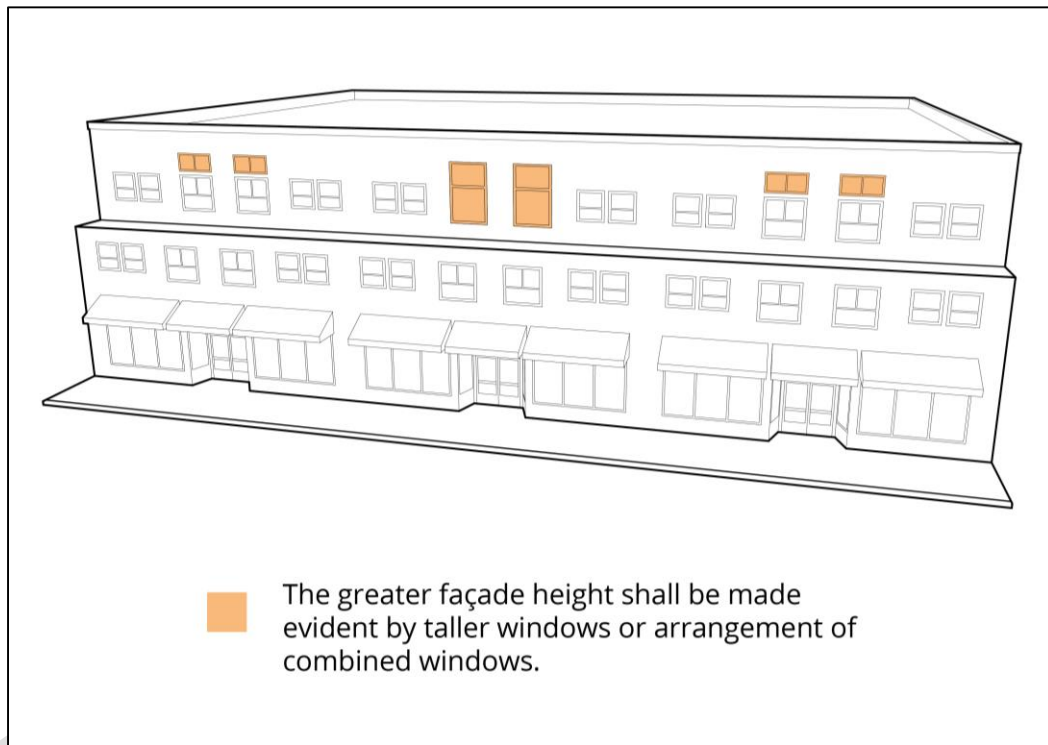 The greater façade height shall be made
evident by taller windows or arrangement of
combined windows.